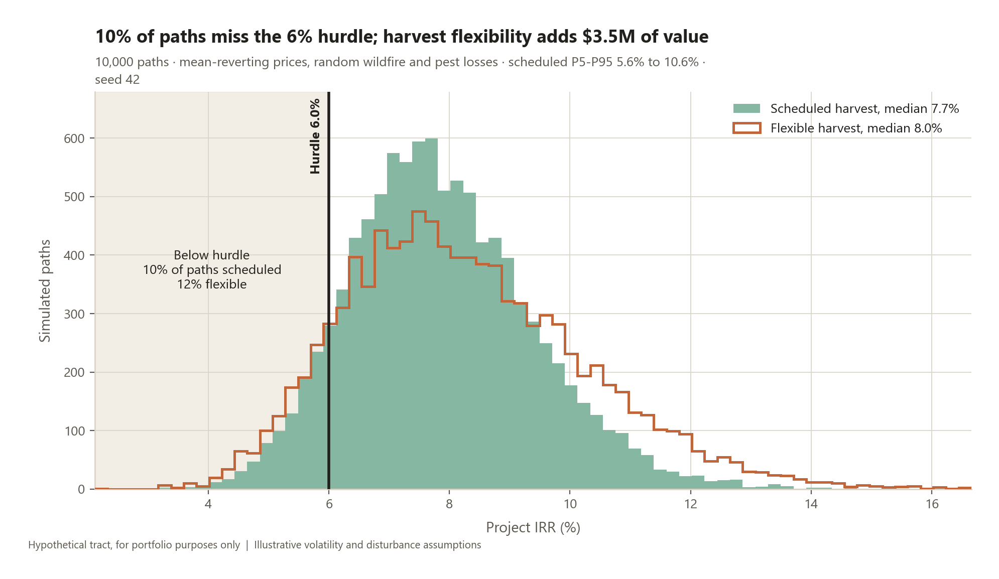 10% of paths miss the 6% hurdle; harvest flexibility adds $3.5M of value
10,000 paths · mean-reverting prices, random wildfire and pest losses · scheduled P5-P95 5.6% to 10.6% ·
seed 42
Scheduled harvest, median 7.7%
Flexible harvest, median 8.0%
Hurdle 6.0%
Below hurdle
10% of paths scheduled
12% flexible
Simulated paths
600
500
400
300
200
100
0
4 6 8 10 12 14 16
Project IRR (%)
Hypothetical tract, for portfolio purposes only | Illustrative volatility and disturbance assumptions